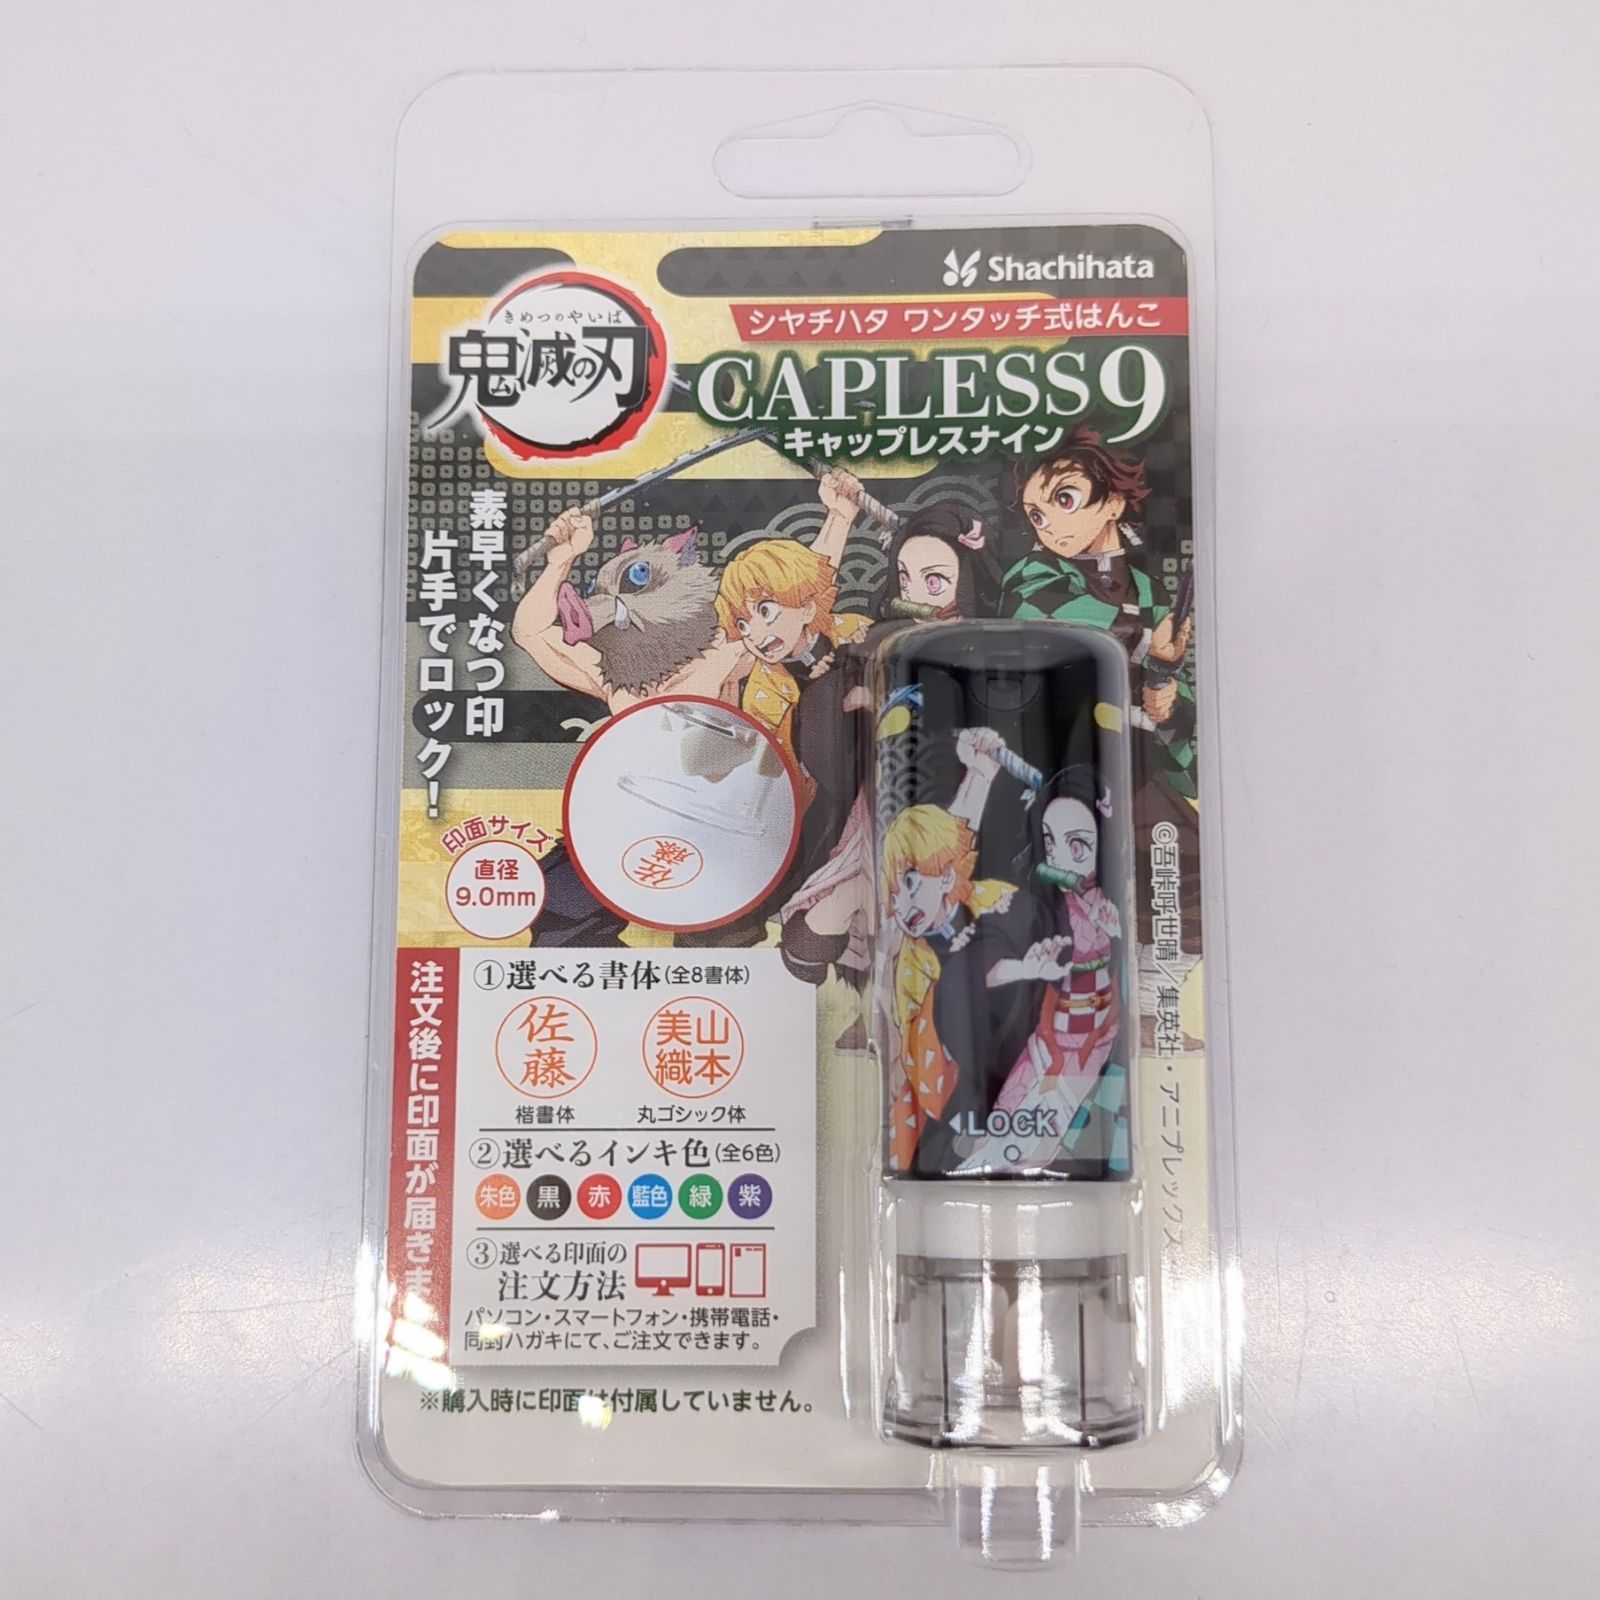 Shachihata
きめつのやいば
鬼滅の刃
シヤチハタ ワンタッチ式はんこ
CAPLESS9
キャップレスナイン
素早くなつ印
片手でロック!
印面サイズ
直径
9.0mm
佐藤
注文後に印面が届きま
①選べる書体(全8書体)
佐藤
楷書体
山本美織
丸ゴシック体
②選べるインキ色(全6色)
朱色 黒 赤 藍色 緑 紫
③選べる印面の
注文方法
パソコン・スマートフォン・携帯電話・
同封ハガキにて、ご注文できます。
※購入時に印面は付属していません。
◀LOCK
©吾峠呼世晴/集英社・アニプレックス